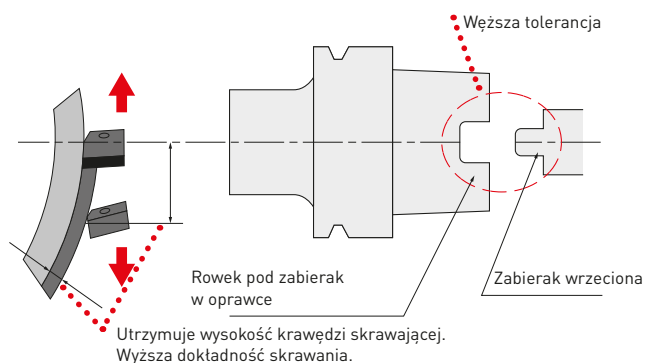 Węższa tolerancja
Rowek pod zabierak
w oprawce
Zabierak wrzeciona
Utrzymuje wysokość krawędzi skrawającej.
Wyższa dokładność skrawania.